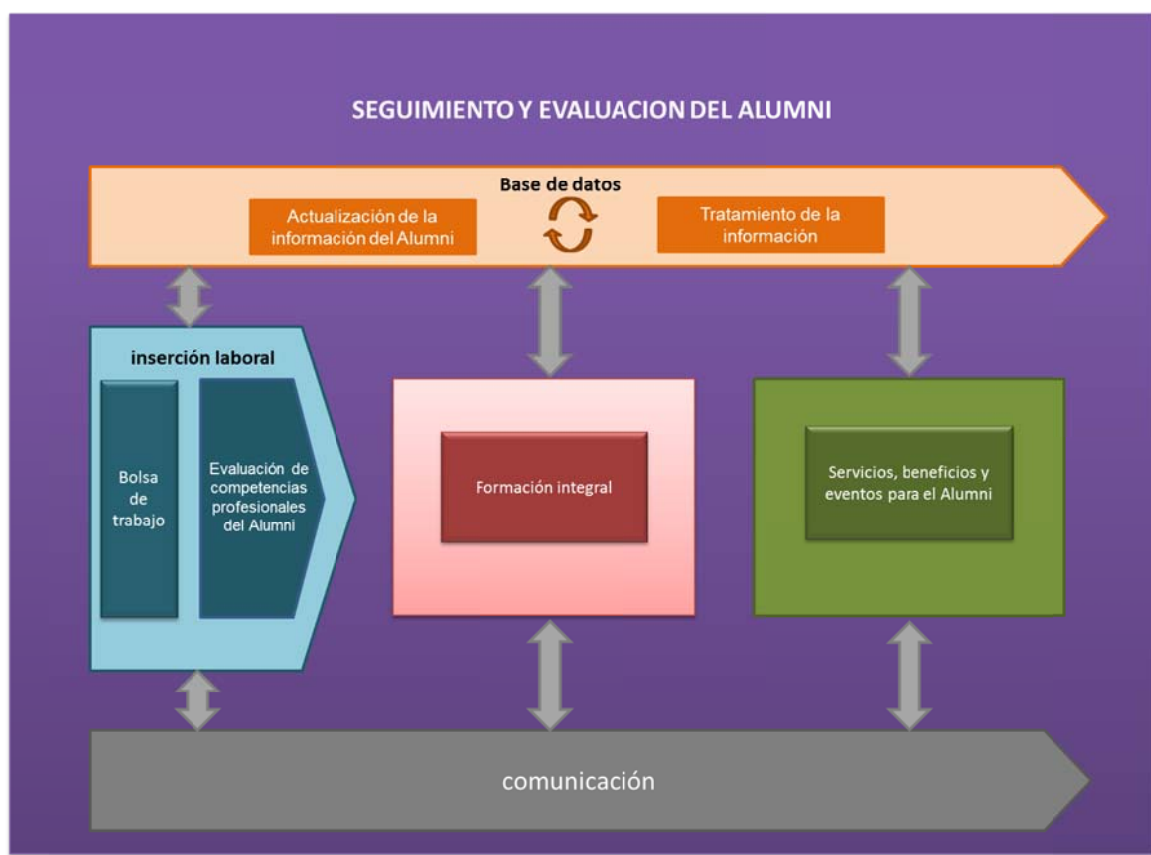 SEGUIMIENTO Y EVALUACION DEL ALUMNI
Base de datos
Actualización de la
información del Alumni
Tratamiento de la
información
inserción laboral
Bolsa
de
trabajo
Evaluación de
competencias
profesionales
del Alumni
Formación integral
Servicios, beneficios y
eventos para el Alumni
comunicación